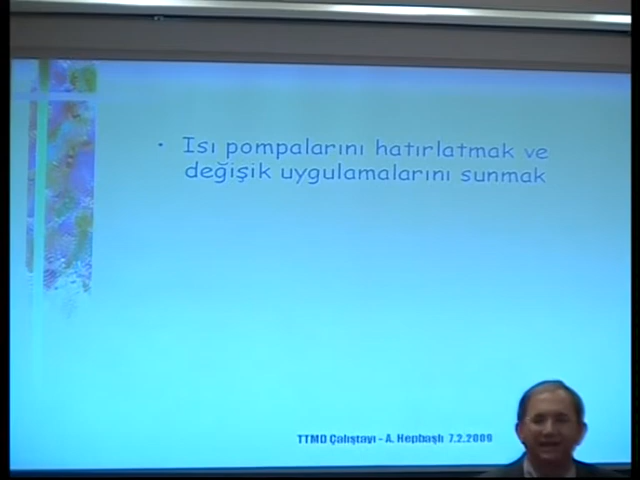 • Isı pompalarını hatırlatmak ve
değişik uygulamalarını sunmak
TTMD Çalıştayı - A. Hepbaşlı 7.2.2009